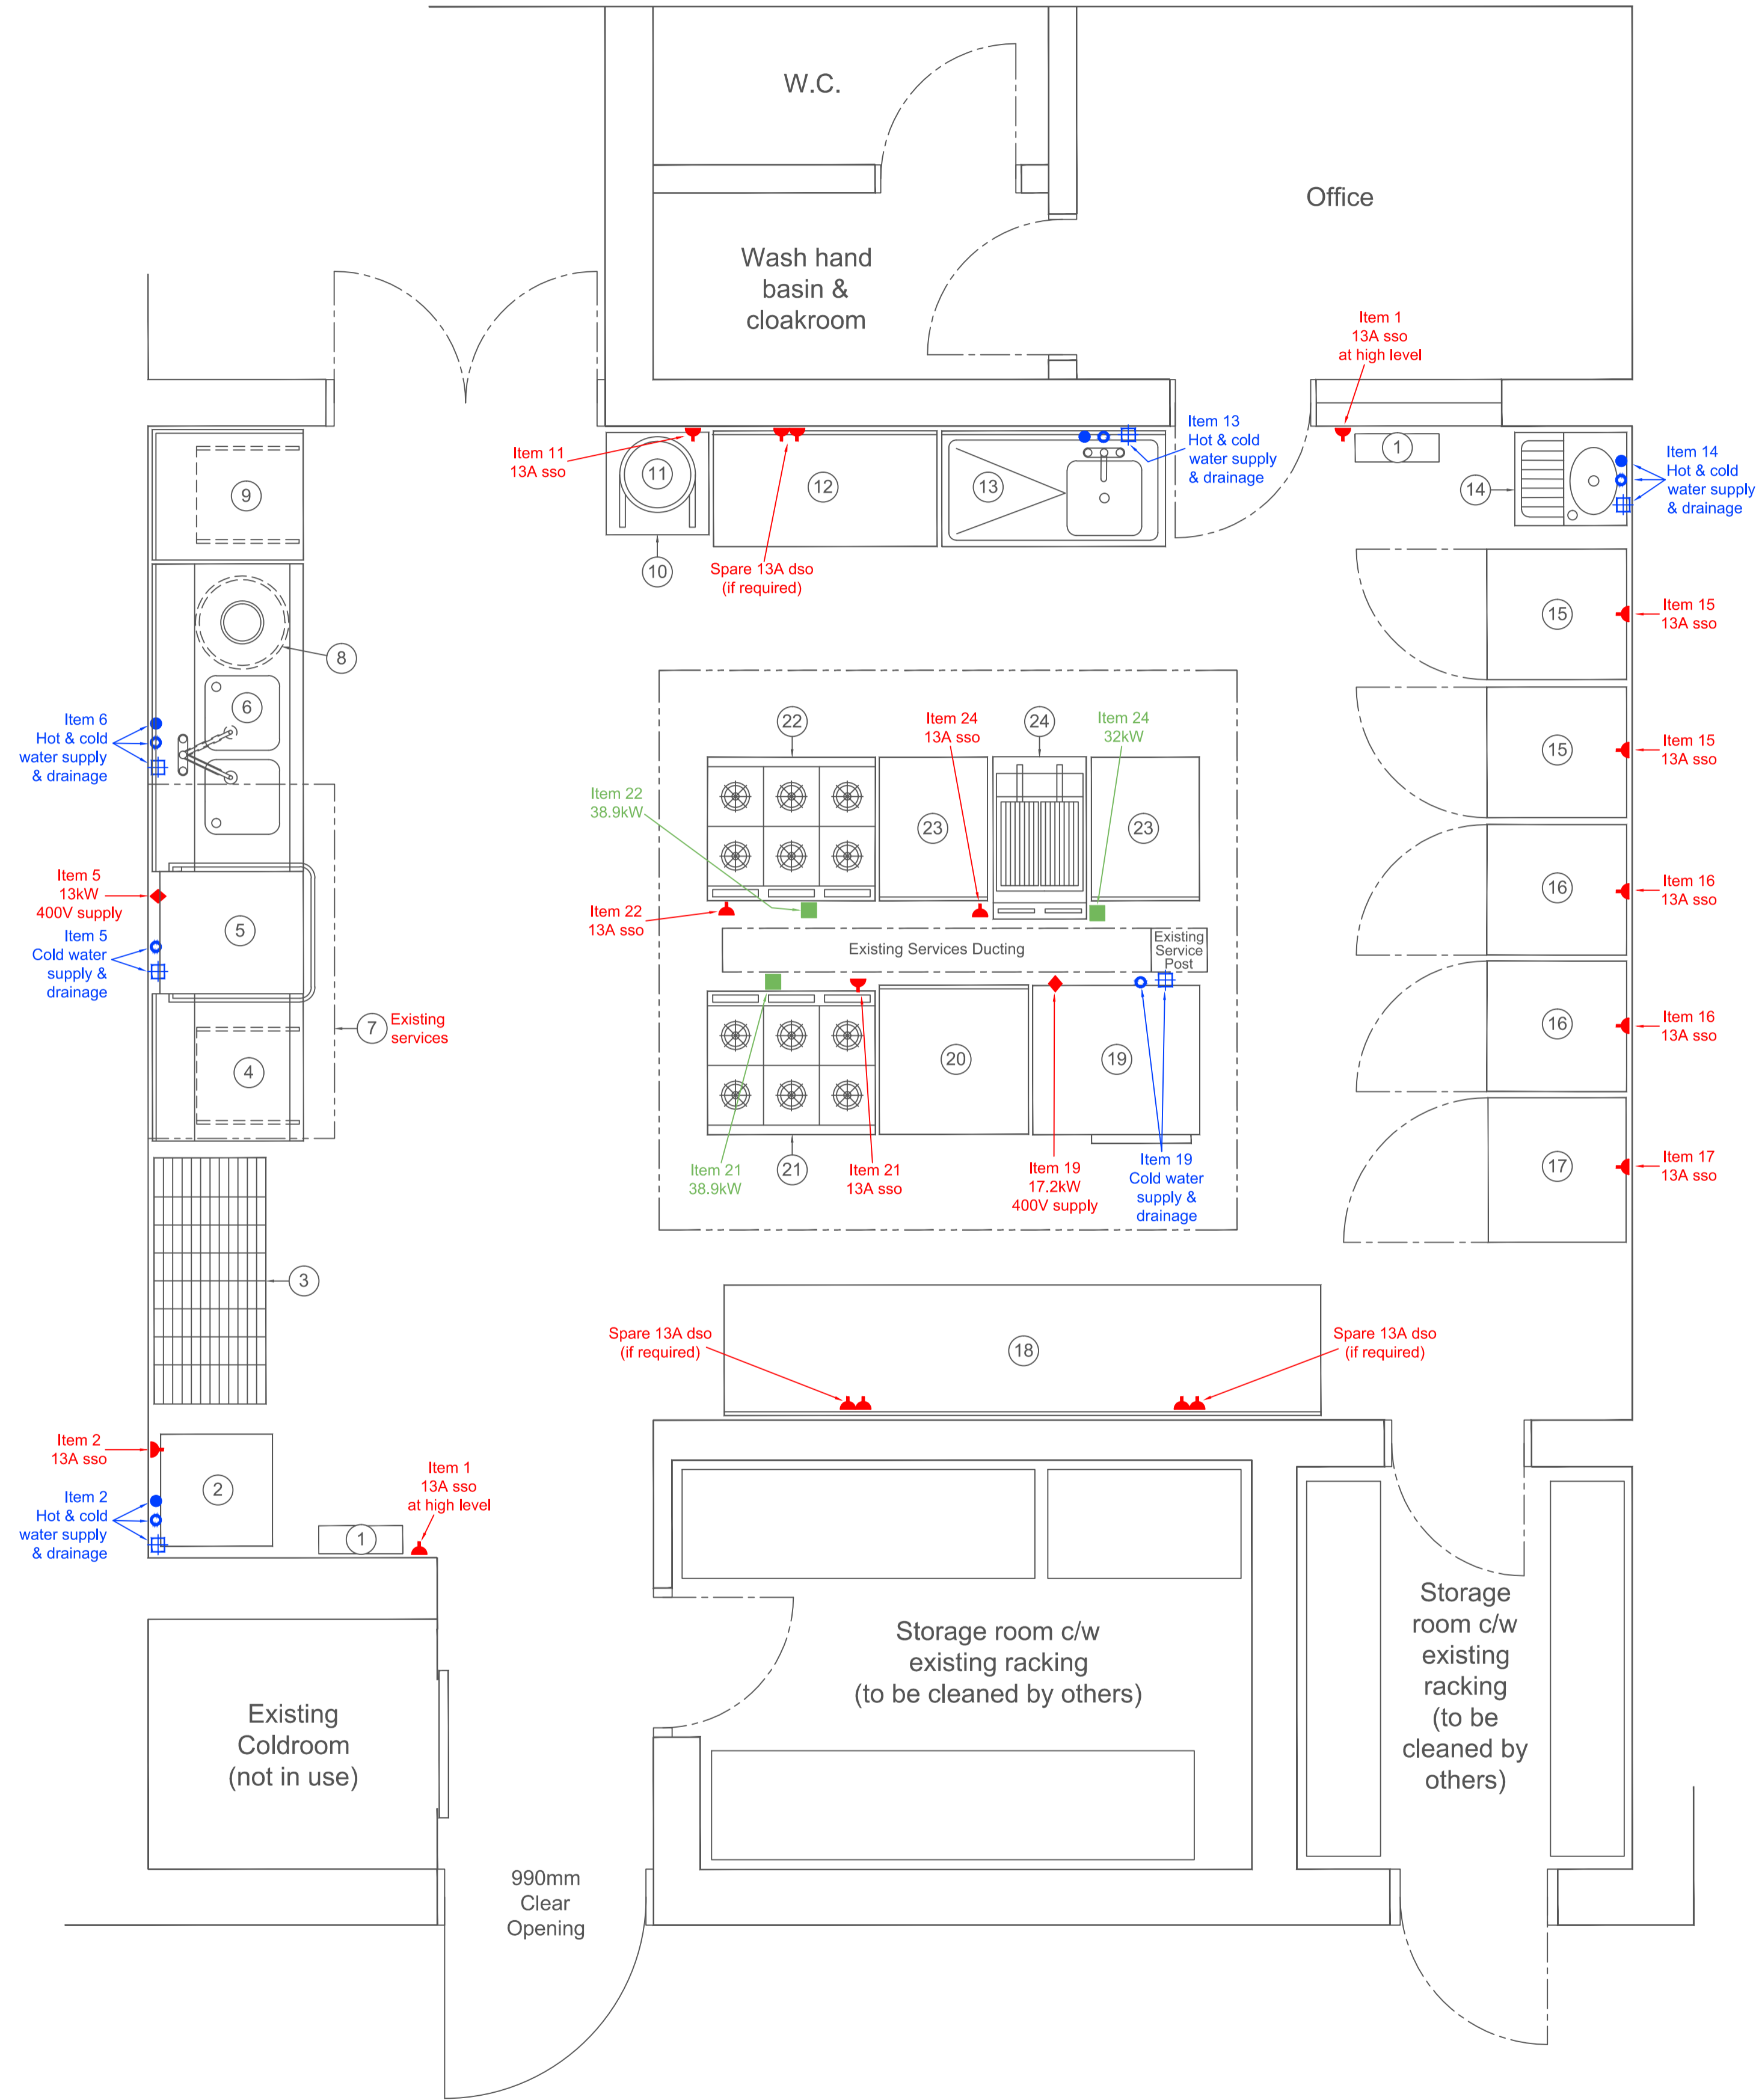 W.C.
Office
Wash hand
basin &
cloakroom
Item 1
13A sso
at high level
Item 11
13A sso
11
12
13
Item 13
Hot & cold
water supply
& drainage
1
14
Item 14
Hot & cold
water supply
& drainage
9
10
Spare 13A dso
(if required)
15
Item 15
13A sso
8
6
Item 6
Hot & cold
water supply
& drainage
22
Item 24
13A sso
24
Item 24
32kW
15
Item 15
13A sso
Item 22
38.9kW
23
23
Item 5
13kW
400V supply
Item 22
13A sso
16
Item 16
13A sso
5
Item 5
Cold water
supply &
drainage
Existing Services Ducting
Existing
Service
Post
7
Existing
services
16
Item 16
13A sso
4
20
19
Item 21
38.9kW
21
Item 21
13A sso
Item 19
17.2kW
400V supply
Item 19
Cold water
supply &
drainage
17
Item 17
13A sso
3
Spare 13A dso
(if required)
18
Spare 13A dso
(if required)
Item 2
13A sso
2
Item 2
Hot & cold
water supply
& drainage
1
Item 1
13A sso
at high level
Storage room c/w
existing racking
(to be cleaned by others)
Storage
room c/w
existing
racking
(to be
cleaned by
others)
Existing
Coldroom
(not in use)
990mm
Clear
Opening